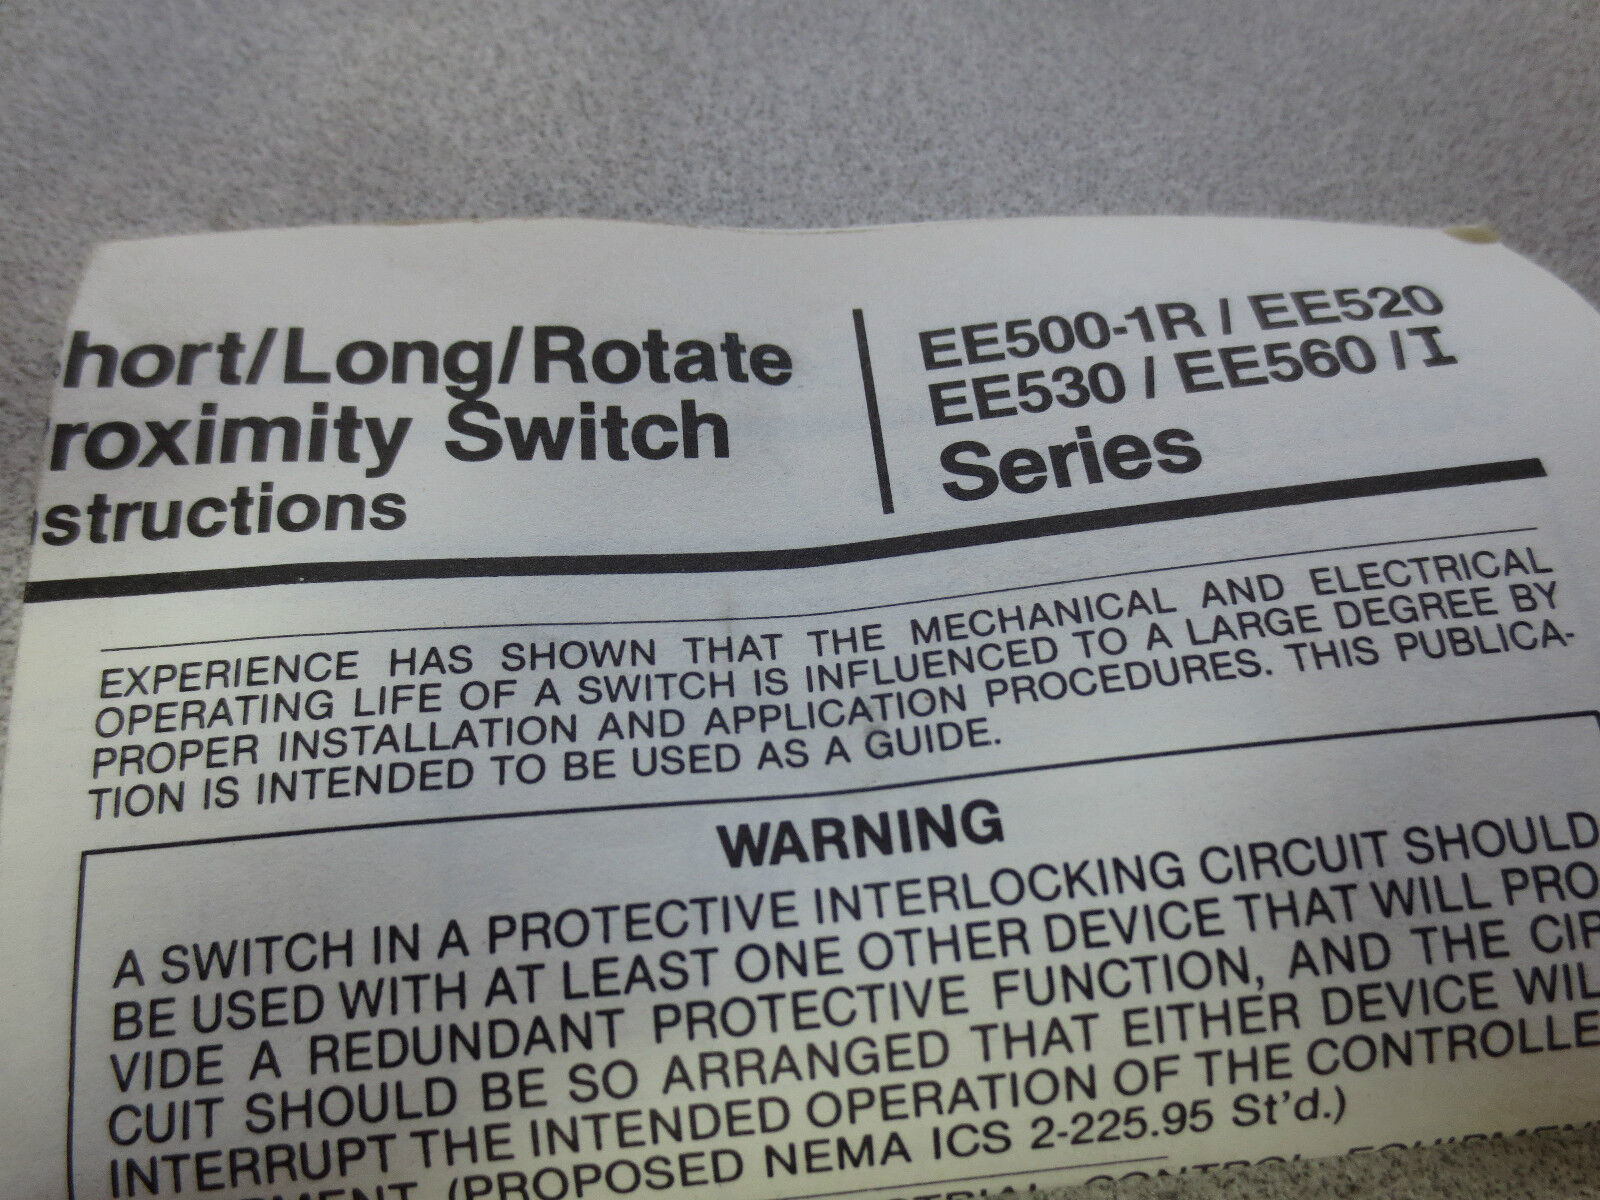 hort/Long/Rotate
roximity Switch
structions
EE500-1R / EE520
EE530 / EE560 / I
Series
EXPERIENCE HAS SHOWN THAT THE MECHANICAL AND ELECTRICAL
OPERATING LIFE OF A SWITCH IS INFLUENCED TO A LARGE DEGREE BY
PROPER INSTALLATION AND APPLICATION PROCEDURES. THIS PUBLICA-
TION IS INTENDED TO BE USED AS A GUIDE.
WARNING
A SWITCH IN A PROTECTIVE INTERLOCKING CIRCUIT SHOULD
BE USED WITH AT LEAST ONE OTHER DEVICE THAT WILL PRO
VIDE A REDUNDANT PROTECTIVE FUNCTION, AND THE CIR
CUIT SHOULD BE SO ARRANGED THAT EITHER DEVICE WIL
INTERRUPT THE INTENDED OPERATION OF THE CONTROLLE
MENT (PROPOSED NEMA ICS 2-225.95 St'd.)
CONTROL EQUIPMENT